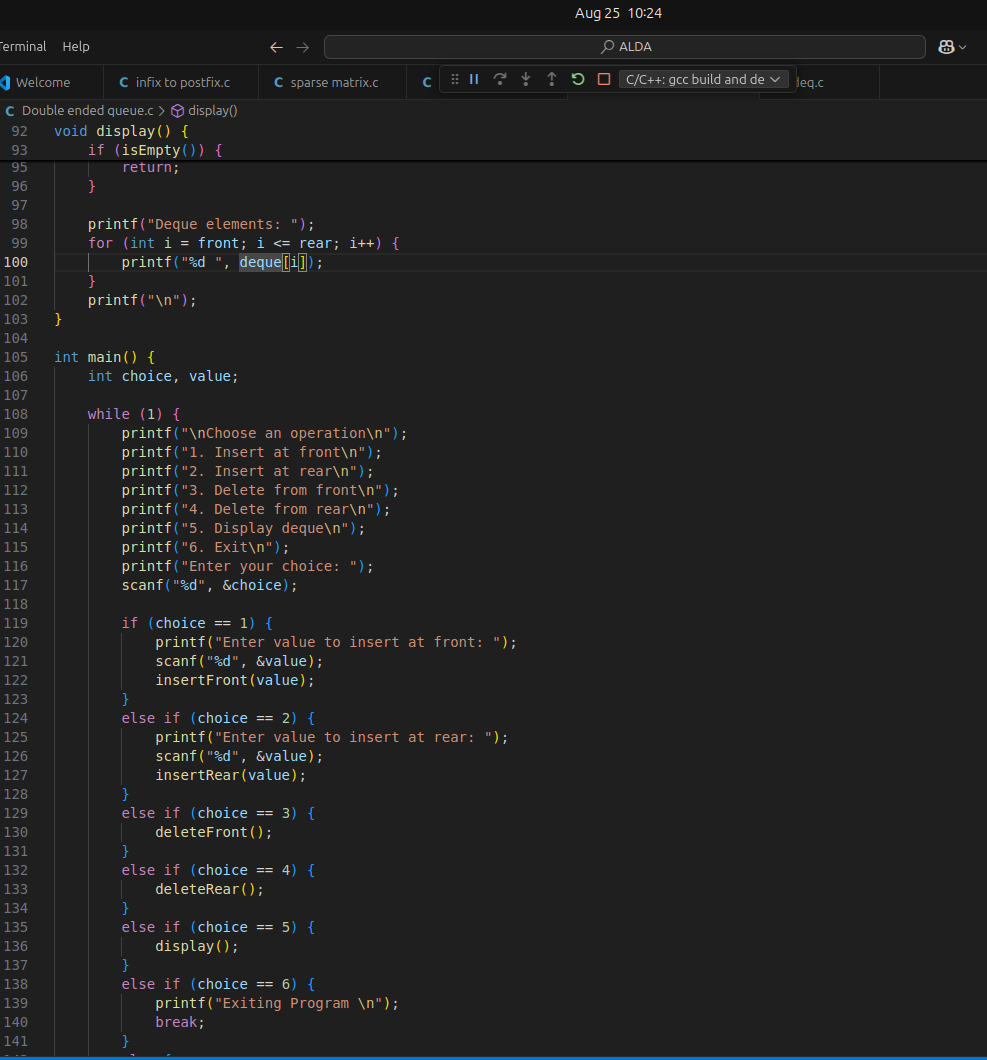 Aug 25 10:24
Terminal Help ALDA
Welcome infix to postfix.c sparse matrix.c C/C++: gcc build and de deq.c
Double ended queue.c > display()
92 void display() {
93 if (isEmpty()) {
95 return;
96 }
97
98 printf("Deque elements: ");
99 for (int i = front; i <= rear; i++) {
100 printf("%d ", deque[i]);
101 }
102 printf("\n");
103 }
104
105 int main() {
106 int choice, value;
107
108 while (1) {
109 printf("\nChoose an operation\n");
110 printf("1. Insert at front\n");
111 printf("2. Insert at rear\n");
112 printf("3. Delete from front\n");
113 printf("4. Delete from rear\n");
114 printf("5. Display deque\n");
115 printf("6. Exit\n");
116 printf("Enter your choice: ");
117 scanf("%d", &choice);
118
119 if (choice == 1) {
120 printf("Enter value to insert at front: ");
121 scanf("%d", &value);
122 insertFront(value);
123 }
124 else if (choice == 2) {
125 printf("Enter value to insert at rear: ");
126 scanf("%d", &value);
127 insertRear(value);
128 }
129 else if (choice == 3) {
130 deleteFront();
131 }
132 else if (choice == 4) {
133 deleteRear();
134 }
135 else if (choice == 5) {
136 display();
137 }
138 else if (choice == 6) {
139 printf("Exiting Program \n");
140 break;
141 }